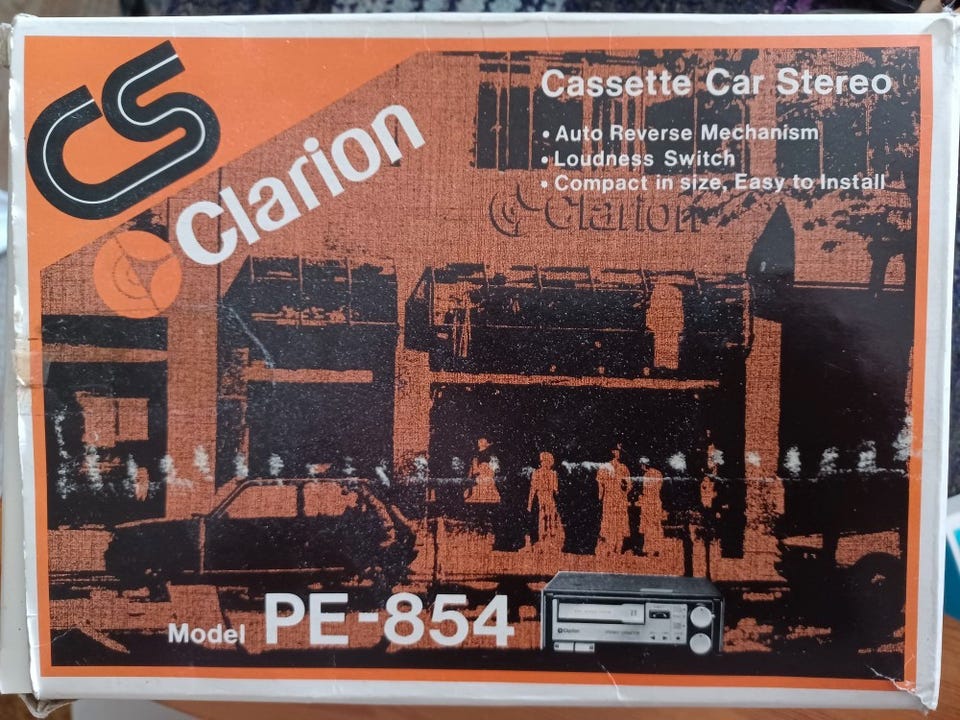 CS
Clarion
Cassette Car Stereo
• Auto Reverse Mechanism
• Loudness Switch
• Compact in size, Easy to Install
Clarion
Model PE-854
Clarion